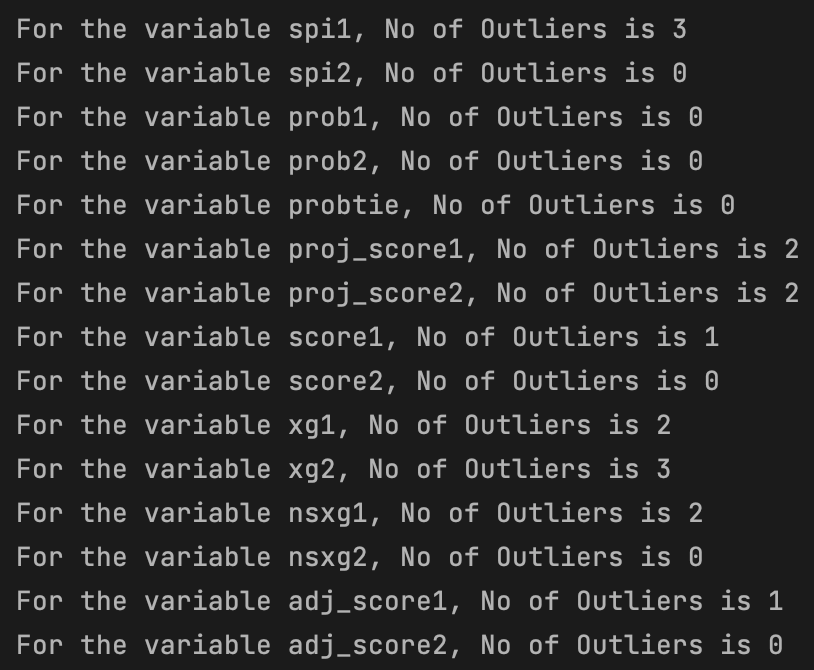 For the variable spi1, No of Outliers is 3
For the variable spi2, No of Outliers is 0
For the variable prob1, No of Outliers is 0
For the variable prob2, No of Outliers is 0
For the variable probtie, No of Outliers is 0
For the variable proj_score1, No of Outliers is 2
For the variable proj_score2, No of Outliers is 2
For the variable score1, No of Outliers is 1
For the variable score2, No of Outliers is 0
For the variable xg1, No of Outliers is 2
For the variable xg2, No of Outliers is 3
For the variable nsxg1, No of Outliers is 2
For the variable nsxg2, No of Outliers is 0
For the variable adj_score1, No of Outliers is 1
For the variable adj_score2, No of Outliers is 0